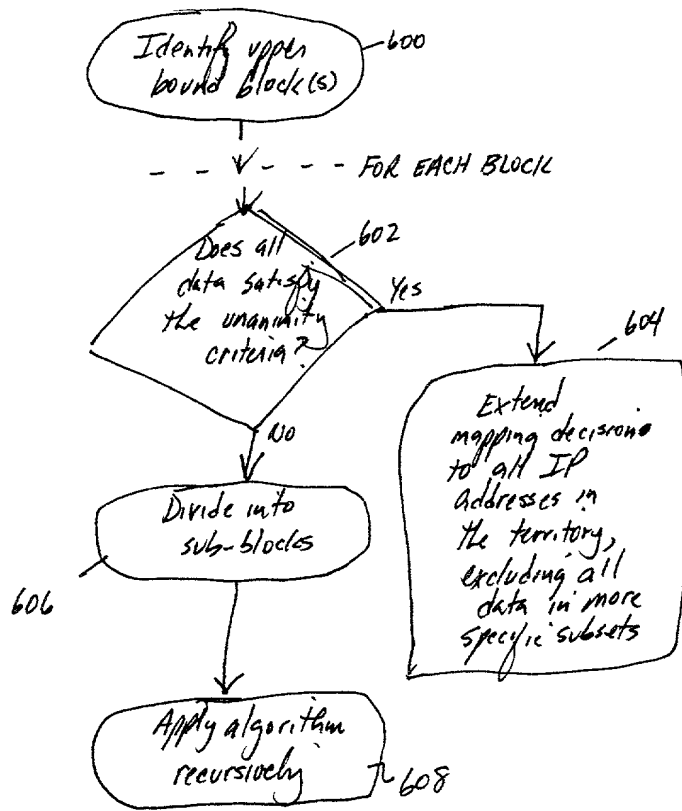 Identify upper
bound block(s)
600
FOR EACH BLOCK
602
Does all
data satisfy
the unanimity
criteria?
Yes
604
Extend
mapping decision
to all IP
addresses in
the territory,
excluding all
data in more
specific subsets
No
Divide into
sub-blocks
606
Apply algorithm
recursively
608